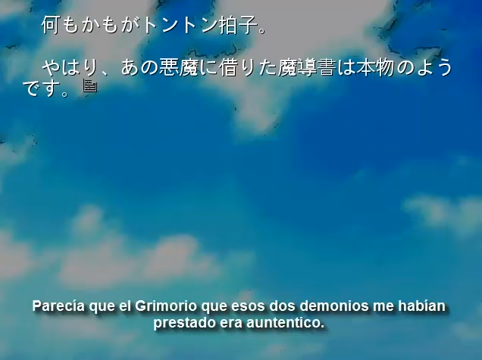 何もかもがトントン拍子。
やはり、あの悪魔に借りた魔導書は本物のよう
です。
Parecía que el Grimorio que esos dos demonios me habían
prestado era auntentico.